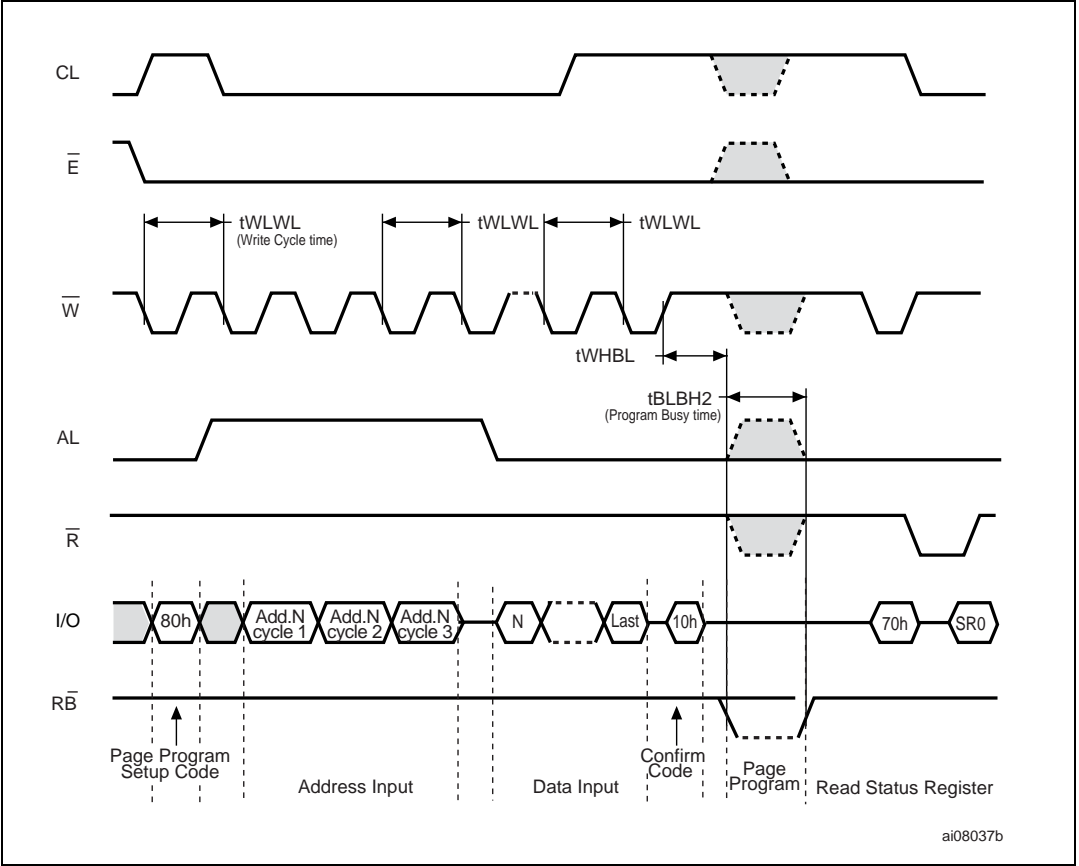 CL
E̅
tWLWL
(Write Cycle time)
tWLWL
tWLWL
W̅
tWHBL
tBLBH2
(Program Busy time)
AL
R̅
I/O
80h
Add.N
cycle 1
Add.N
cycle 2
Add.N
cycle 3
N
Last
10h
70h
SR0
RB̅
Page Program
Setup Code
Address Input
Data Input
Confirm
Code
Page
Program
Read Status Register
ai08037b